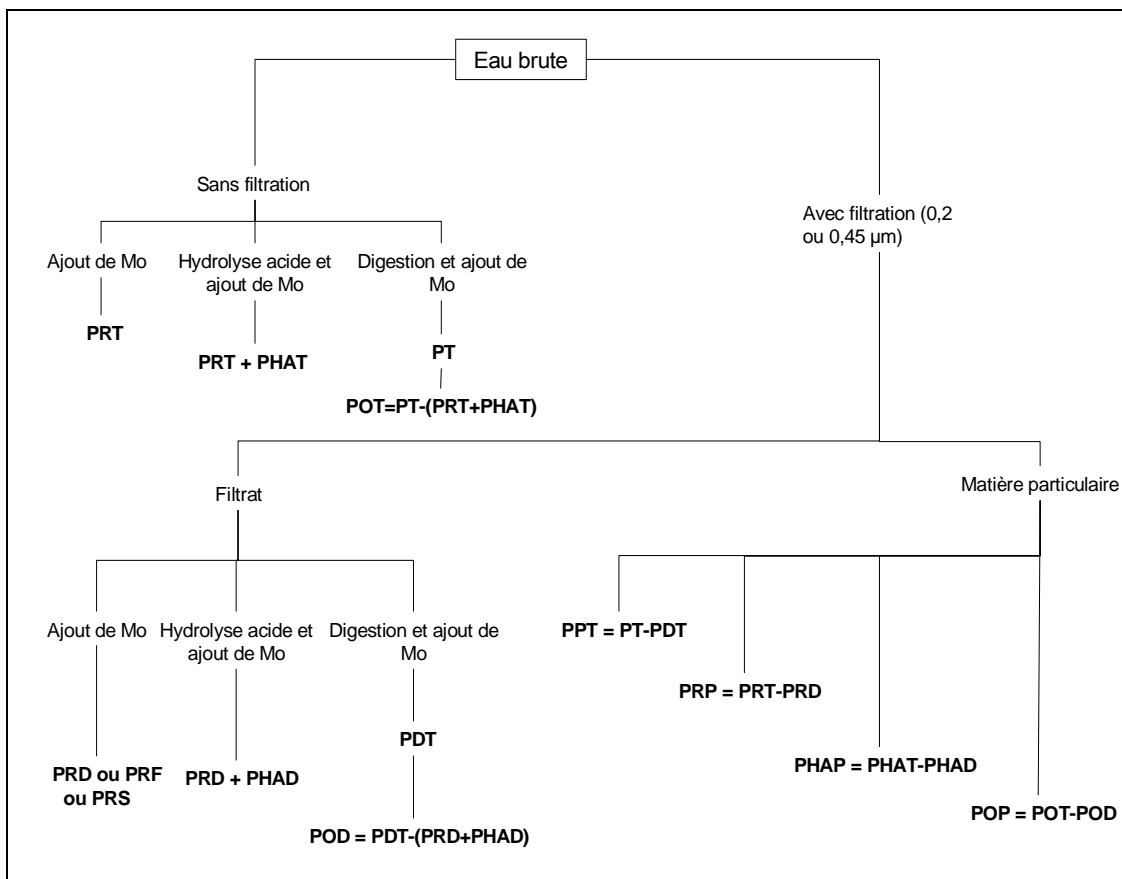 Eau brute
Sans filtration
Avec filtration (0,2
ou 0,45 µm)
Ajout de Mo
Hydrolyse acide et
ajout de Mo
Digestion et ajout de
Mo
PRT
PRT + PHAT
PT
POT=PT-(PRT+PHAT)
Filtrat
Matière particulaire
Ajout de Mo
Hydrolyse acide et
ajout de Mo
Digestion et ajout de
Mo
PRD ou PRF
ou PRS
PRD + PHAD
PDT
POD = PDT-(PRD+PHAD)
PPT = PT-PDT
PRP = PRT-PRD
PHAP = PHAT-PHAD
POP = POT-POD